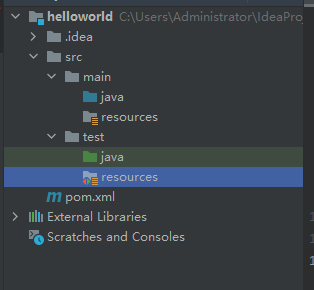 helloworld C:\Users\Administrator\IdeaPro
.idea
src
main
java
resources
test
java
resources
pom.xml
External Libraries
Scratches and Consoles